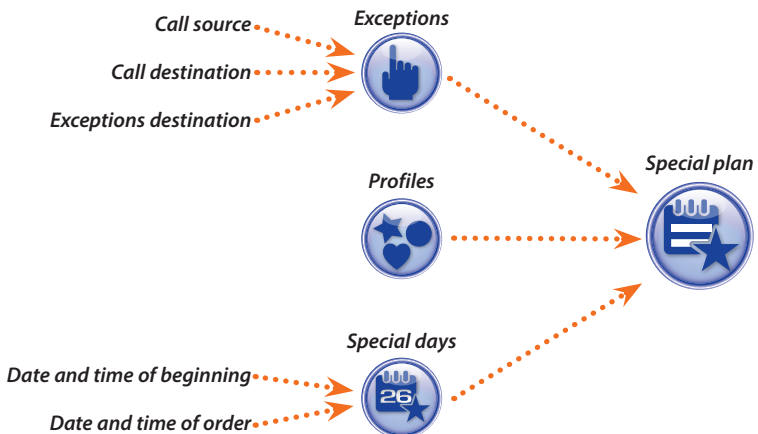 Call source
Exceptions
Call destination
Exceptions destination
Special plan
Profiles
Special days
Date and time of beginning
26
Date and time of order